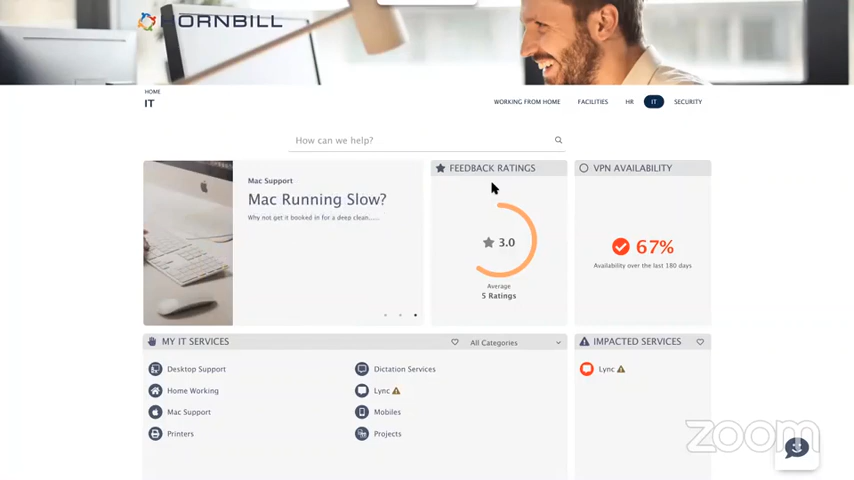 HORNBILL
HOME
IT
WORKING FROM HOME
FACILITIES
HR
IT
SECURITY
How can we help?
Mac Support
Mac Running Slow?
Why not get it booked in for a deep clean......
FEEDBACK RATINGS
3.0
Average
5 Ratings
VPN AVAILABILITY
67%
Availability over the last 180 days
MY IT SERVICES
All Categories
Desktop Support
Dictation Services
Home Working
Lync
Mac Support
Mobiles
Printers
Projects
IMPACTED SERVICES
Lync
zoom